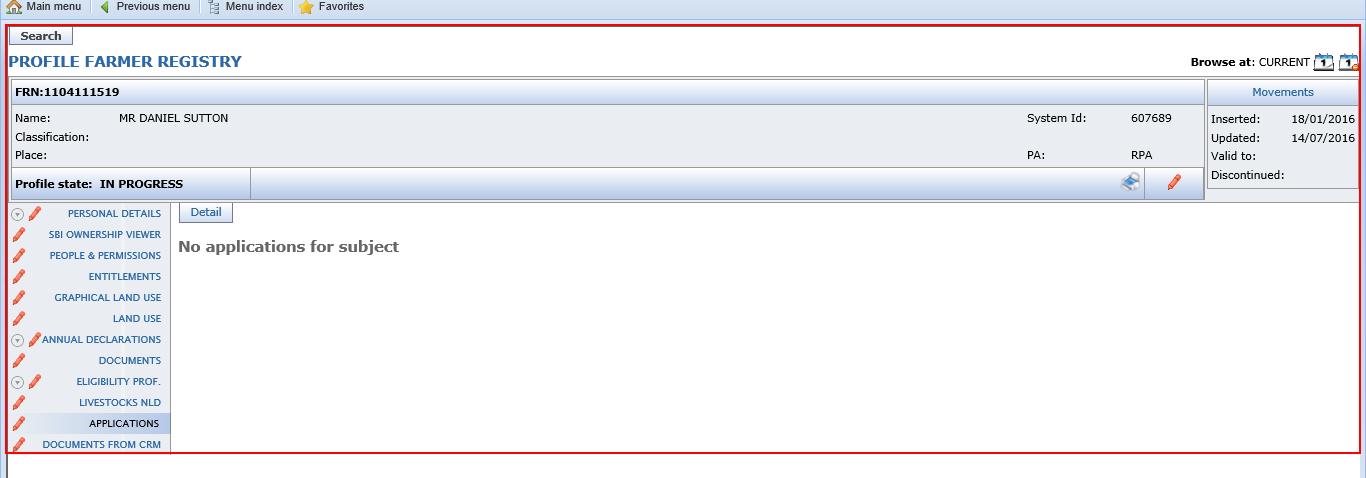 Main menu Previous menu Menu index Favorites
Search
PROFILE FARMER REGISTRY Browse at: CURRENT 1 1
FRN:1104111519 Movements
Name: MR DANIEL SUTTON System Id: 607689 Inserted: 18/01/2016
Classification: Updated: 14/07/2016
Place: PA: RPA Valid to:
Profile state: IN PROGRESS Discontinued:
PERSONAL DETAILS Detail
SBI OWNERSHIP VIEWER
No applications for subject
PEOPLE & PERMISSIONS
ENTITLEMENTS
GRAPHICAL LAND USE
LAND USE
ANNUAL DECLARATIONS
DOCUMENTS
ELIGIBILITY PROF.
LIVESTOCKS NLD
APPLICATIONS
DOCUMENTS FROM CRM